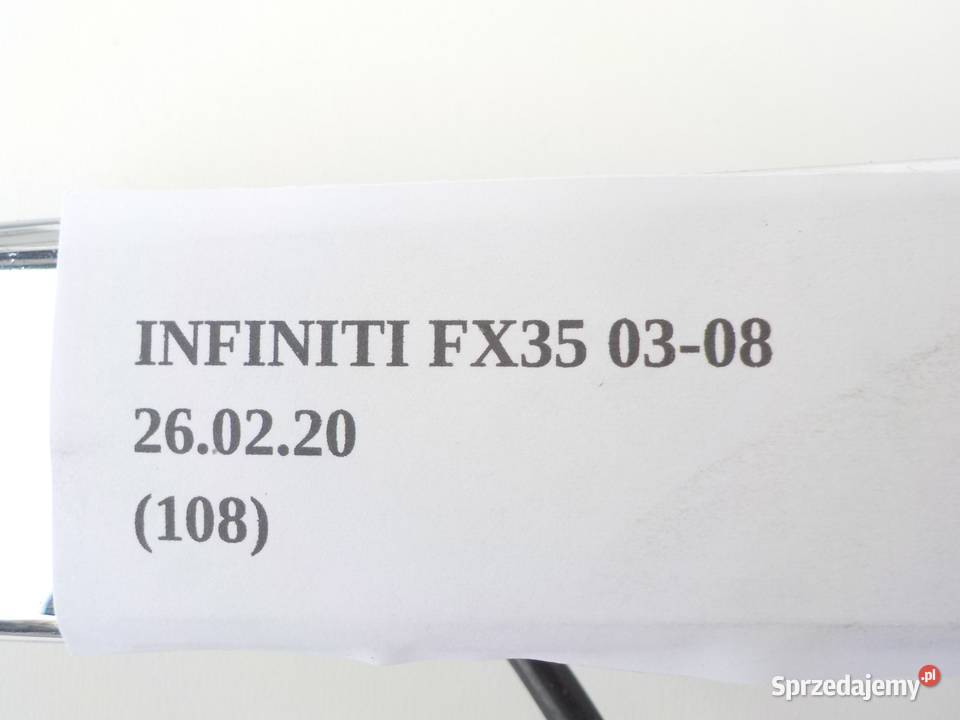 INFINITI FX35 03-08
26.02.20
(108)
Sprzedajemy.pl